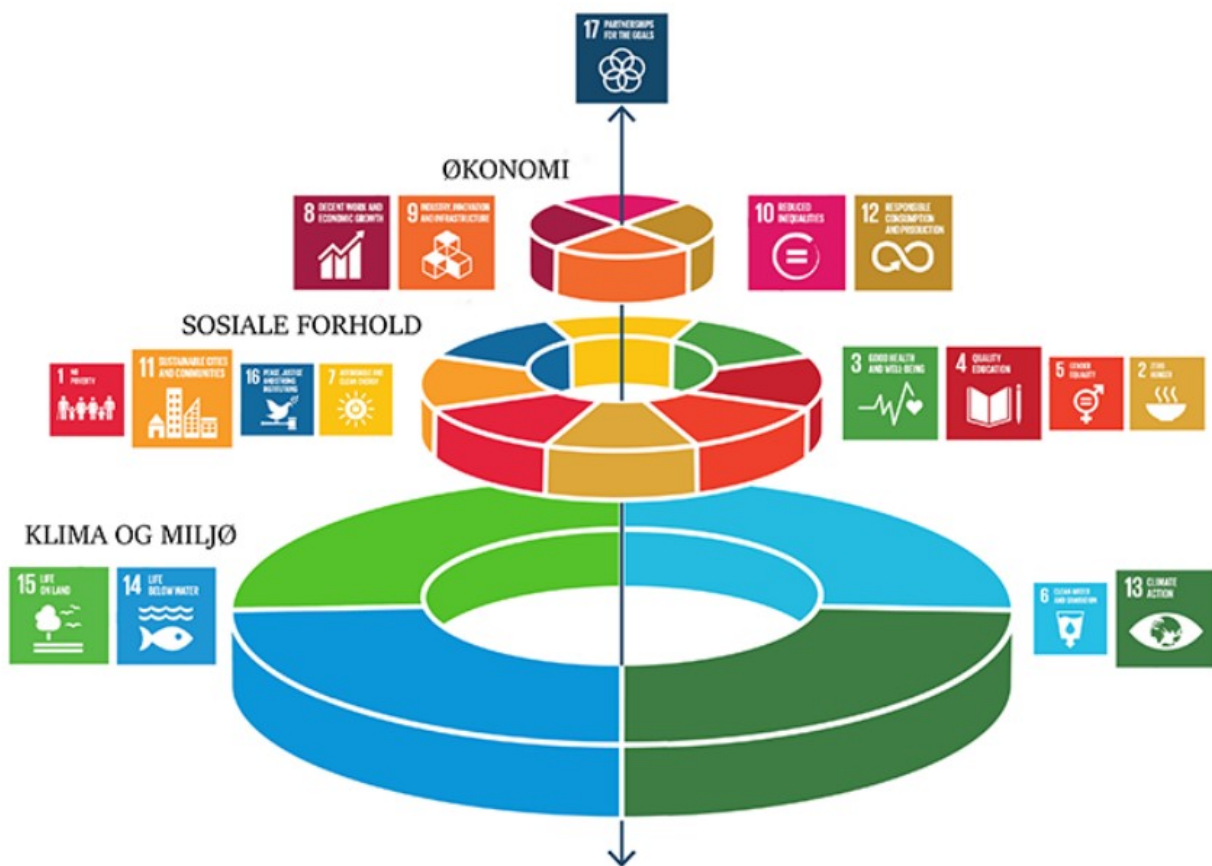 17 PARTNERSHIPS
FOR THE GOALS
ØKONOMI
8 DECENT WORK AND
ECONOMIC GROWTH
9 INDUSTRY, INNOVATION
AND INFRASTRUCTURE
10 REDUCED
INEQUALITIES
12 RESPONSIBLE
CONSUMPTION
AND PRODUCTION
SOSIALE FORHOLD
1 NO
POVERTY
11 SUSTAINABLE CITIES
AND COMMUNITIES
16 PEACE, JUSTICE
AND STRONG
INSTITUTIONS
7 AFFORDABLE AND
CLEAN ENERGY
3 GOOD HEALTH
AND WELL-BEING
4 QUALITY
EDUCATION
5 GENDER
EQUALITY
2 ZERO
HUNGER
KLIMA OG MILJØ
15 LIFE
ON LAND
14 LIFE
BELOW WATER
6 CLEAN WATER
AND SANITATION
13 CLIMATE
ACTION